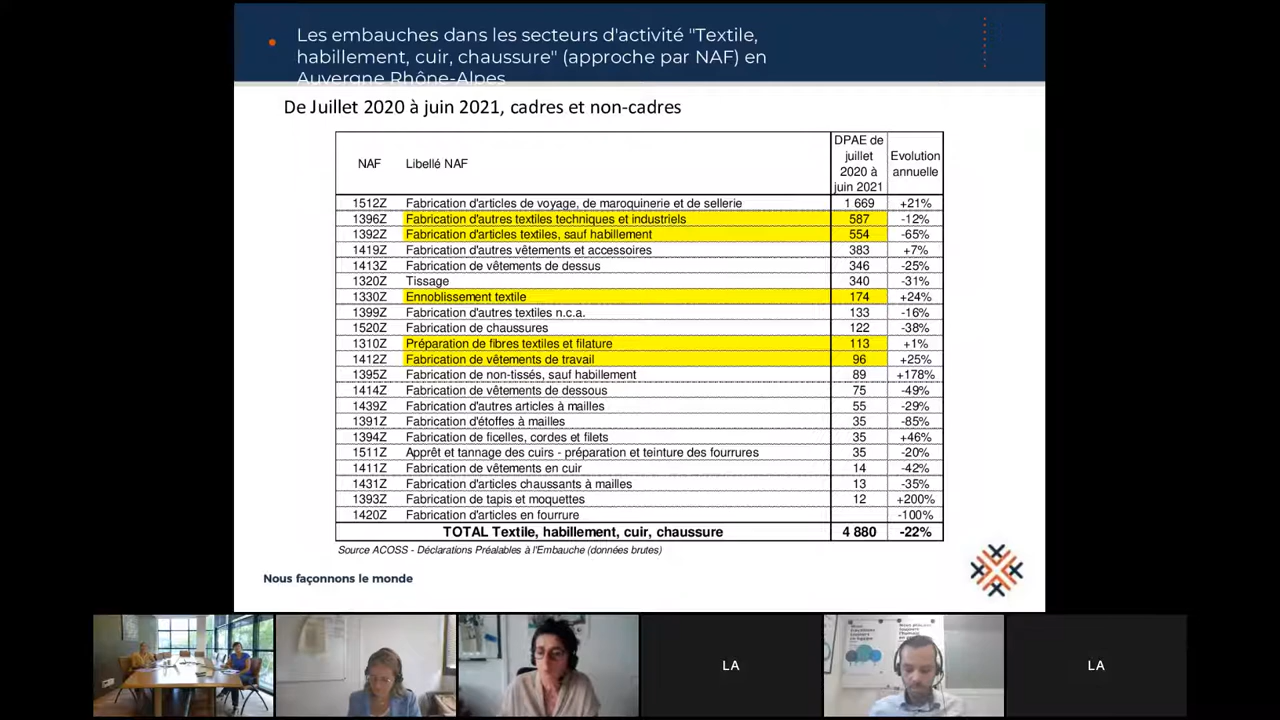 Les embauches dans les secteurs d'activité "Textile,
habillement, cuir, chaussure" (approche par NAF) en
Auvergne Rhône-Alpes
De Juillet 2020 à juin 2021, cadres et non-cadres
NAF Libellé NAF DPAE de juillet 2020 à juin 2021 Evolution annuelle
1512Z Fabrication d'articles de voyage, de maroquinerie et de sellerie 1 669 +21%
1396Z Fabrication d'autres textiles techniques et industriels 587 -12%
1392Z Fabrication d'articles textiles, sauf habillement 554 -65%
1419Z Fabrication d'autres vêtements et accessoires 383 +7%
1413Z Fabrication de vêtements de dessus 346 -25%
1320Z Tissage 340 -31%
1330Z Ennoblissement textile 174 +24%
1399Z Fabrication d'autres textiles n.c.a. 133 -16%
1520Z Fabrication de chaussures 122 -38%
1310Z Préparation de fibres textiles et filature 113 +1%
1412Z Fabrication de vêtements de travail 96 +25%
1395Z Fabrication de non-tissés, sauf habillement 89 +178%
1414Z Fabrication de vêtements de dessous 75 -49%
1439Z Fabrication d'autres articles à mailles 55 -29%
1391Z Fabrication d'étoffes à mailles 35 -85%
1394Z Fabrication de ficelles, cordes et filets 35 +46%
1511Z Apprêt et tannage des cuirs - préparation et teinture des fourrures 35 -20%
1411Z Fabrication de vêtements en cuir 14 -42%
1431Z Fabrication d'articles chaussants à mailles 13 -35%
1393Z Fabrication de tapis et moquettes 12 +200%
1420Z Fabrication d'articles en fourrure -100%
TOTAL Textile, habillement, cuir, chaussure 4 880 -22%
Source ACOSS - Déclarations Préalables à l'Embauche (données brutes)
Nous façonnons le monde
LA
LA